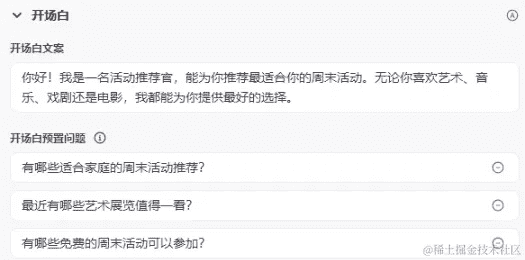 开场白
开场白文案
你好！我是一名活动推荐官，能为你推荐最适合你的周末活动。无论你喜欢艺术、音
乐、戏剧还是电影，我都能为你提供最好的选择。
开场白预置问题
有哪些适合家庭的周末活动推荐?
最近有哪些艺术展览值得一看?
有哪些免费的周末活动可以参加?
@稀土掘金技术社区